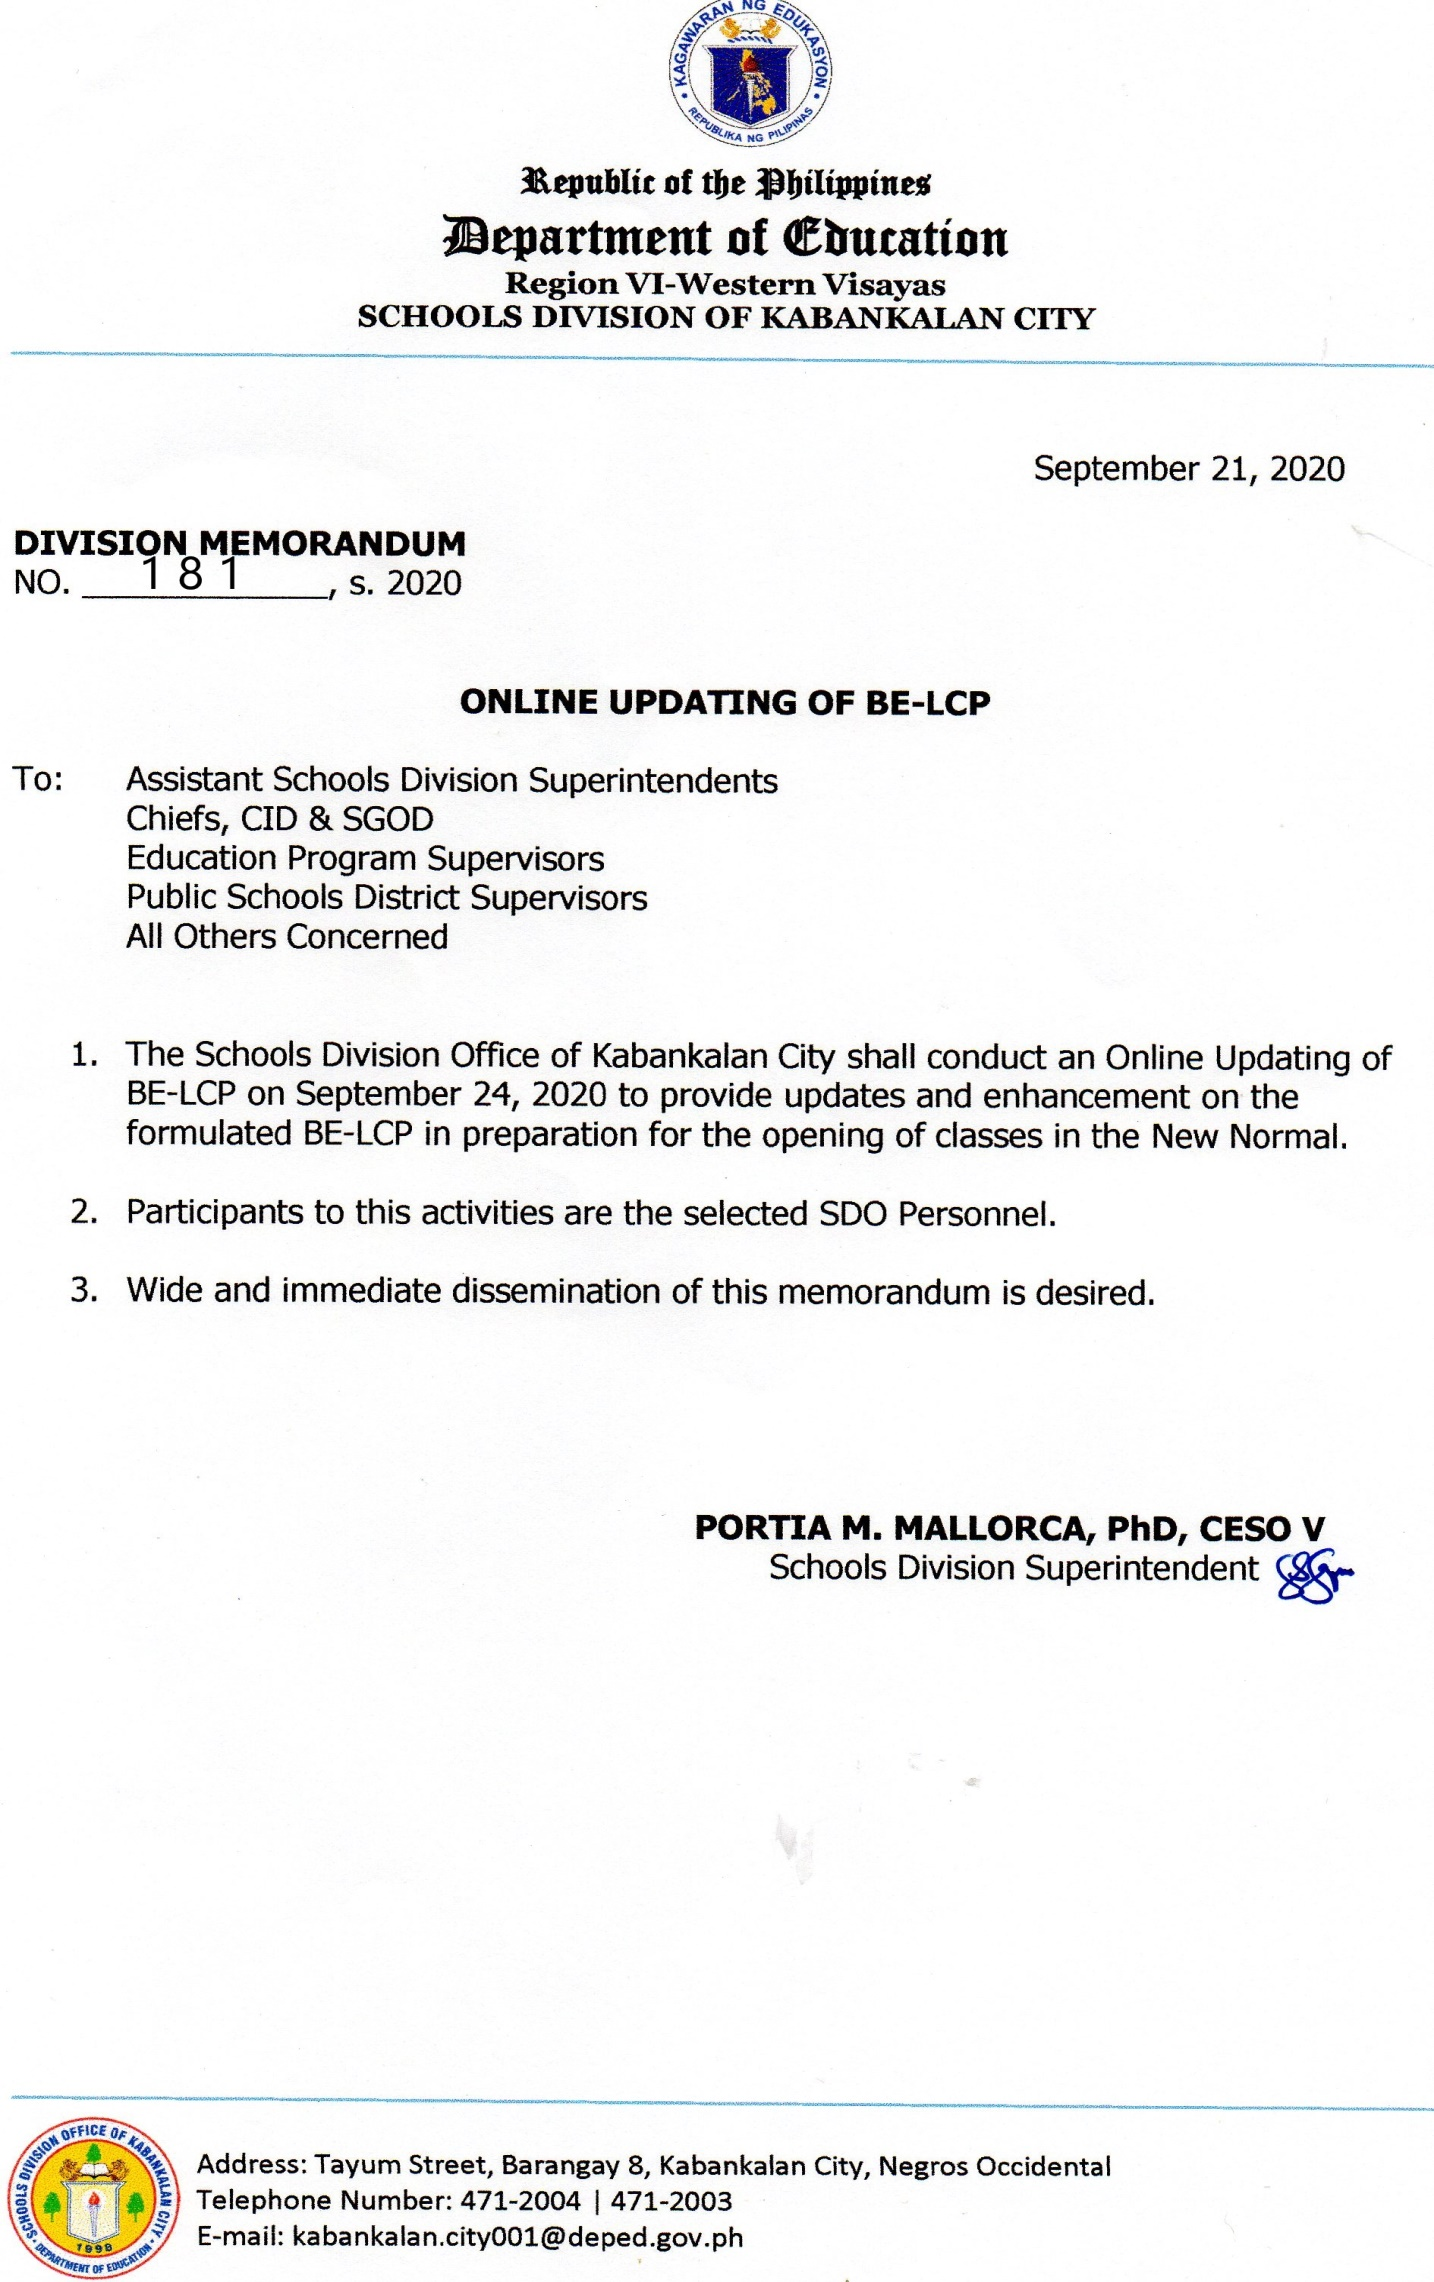 KAGAWARAN NG EDUKASYON
REPUBLIKA NG PILIPINAS
Republic of the Philippines
Department of Education
Region VI-Western Visayas
SCHOOLS DIVISION OF KABANKALAN CITY
September 21, 2020
DIVISION MEMORANDUM
NO. 181, s. 2020
ONLINE UPDATING OF BE-LCP
To: Assistant Schools Division Superintendents
Chiefs, CID & SGOD
Education Program Supervisors
Public Schools District Supervisors
All Others Concerned
1. The Schools Division Office of Kabankalan City shall conduct an Online Updating of
BE-LCP on September 24, 2020 to provide updates and enhancement on the
formulated BE-LCP in preparation for the opening of classes in the New Normal.
2. Participants to this activities are the selected SDO Personnel.
3. Wide and immediate dissemination of this memorandum is desired.
PORTIA M. MALLORCA, PhD, CESO V
Schools Division Superintendent
SCHOOLS DIVISION OFFICE OF KABANKALAN CITY
1998
DEPARTMENT OF EDUCATION
Address: Tayum Street, Barangay 8, Kabankalan City, Negros Occidental
Telephone Number: 471-2004 | 471-2003
E-mail: kabankalan.city001@deped.gov.ph